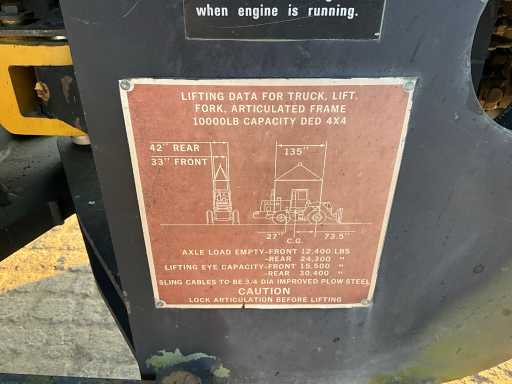 when engine is running.
LIFTING DATA FOR TRUCK, LIFT,
FORK, ARTICULATED FRAME
10000LB CAPACITY DED 4X4
42" REAR
33" FRONT
135"
27"
73.5"
C.G.
AXLE LOAD EMPTY-FRONT 12,400 LBS
-REAR 24,300 "
LIFTING EYE CAPACITY-FRONT 15,500 "
-REAR 30,400 "
SLING CABLES TO BE 3/4 DIA IMPROVED PLOW STEEL
CAUTION
LOCK ARTICULATION BEFORE LIFTING